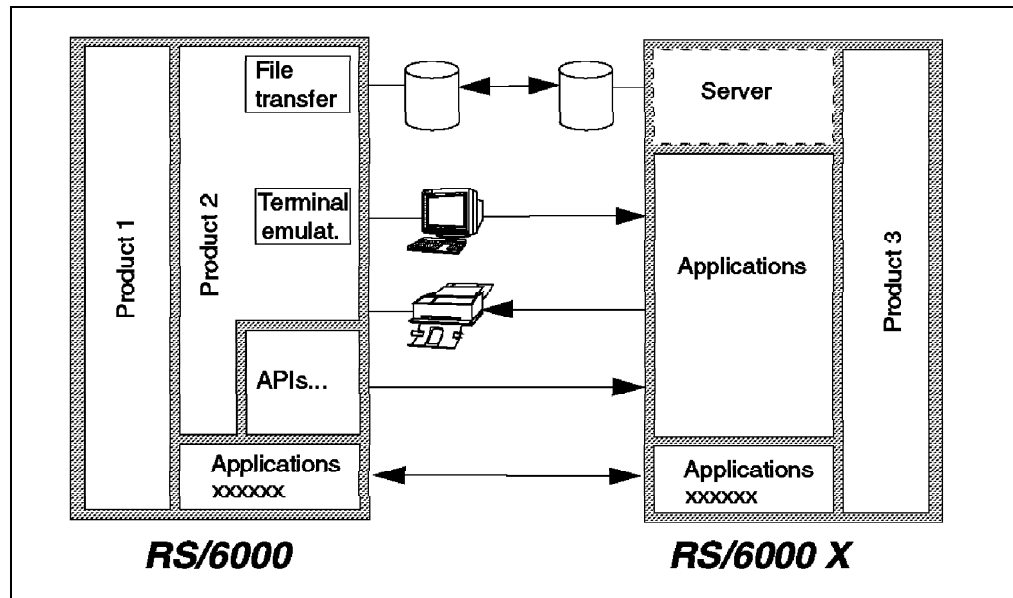 File
transfer
Server
Product 1
Product 2
Terminal
emulat.
Applications
Product 3
APIs...
Applications
xxxxxx
Applications
xxxxxx
RS/6000
RS/6000 X